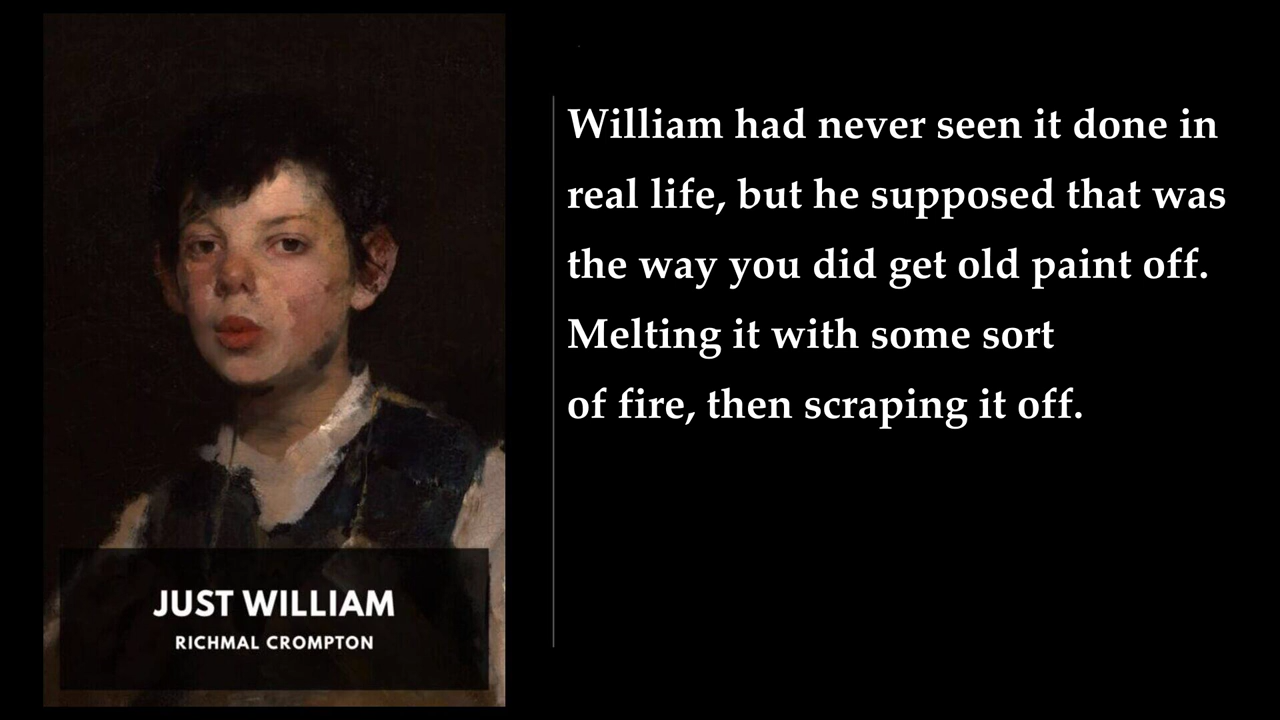 JUST WILLIAM
RICHMAL CROMPTON
William had never seen it done in
real life, but he supposed that was
the way you did get old paint off.
Melting it with some sort
of fire, then scraping it off.